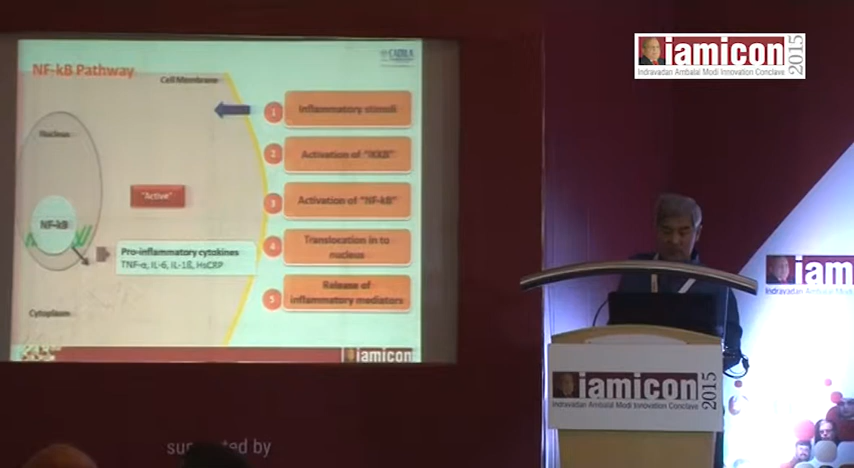 NF-kB Pathway
CADILA
Cell Membrane
Nucleus
"Active"
NF-kB
Pro-inflammatory cytokines
TNF-α, IL-6, IL-1ß, HsCRP
Cytoplasm
1 Inflammatory stimuli
2 Activation of "IKKB"
3 Activation of "NF-kB"
4 Translocation in to
nucleus
5 Release of
inflammatory mediators
iamicon
iamicon 2015
Indravadan Ambalal Modi Innovation Conclave
iam
Indravadan Ambalal Modi
iamicon 2015
Indravadan Ambalal Modi Innovation Conclave
supported by